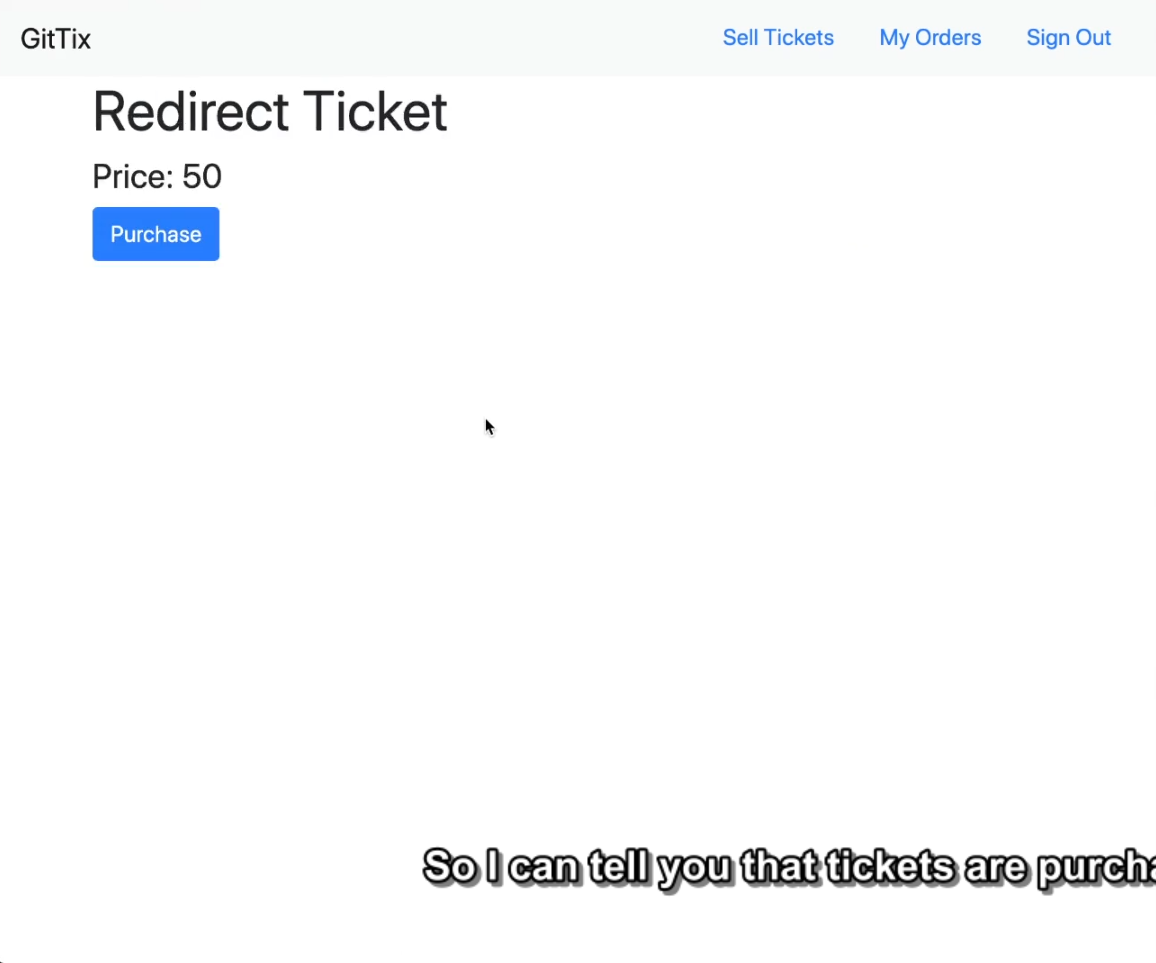 GitTix Sell Tickets My Orders Sign Out
Redirect Ticket
Price: 50
Purchase
So I can tell you that tickets are purcha